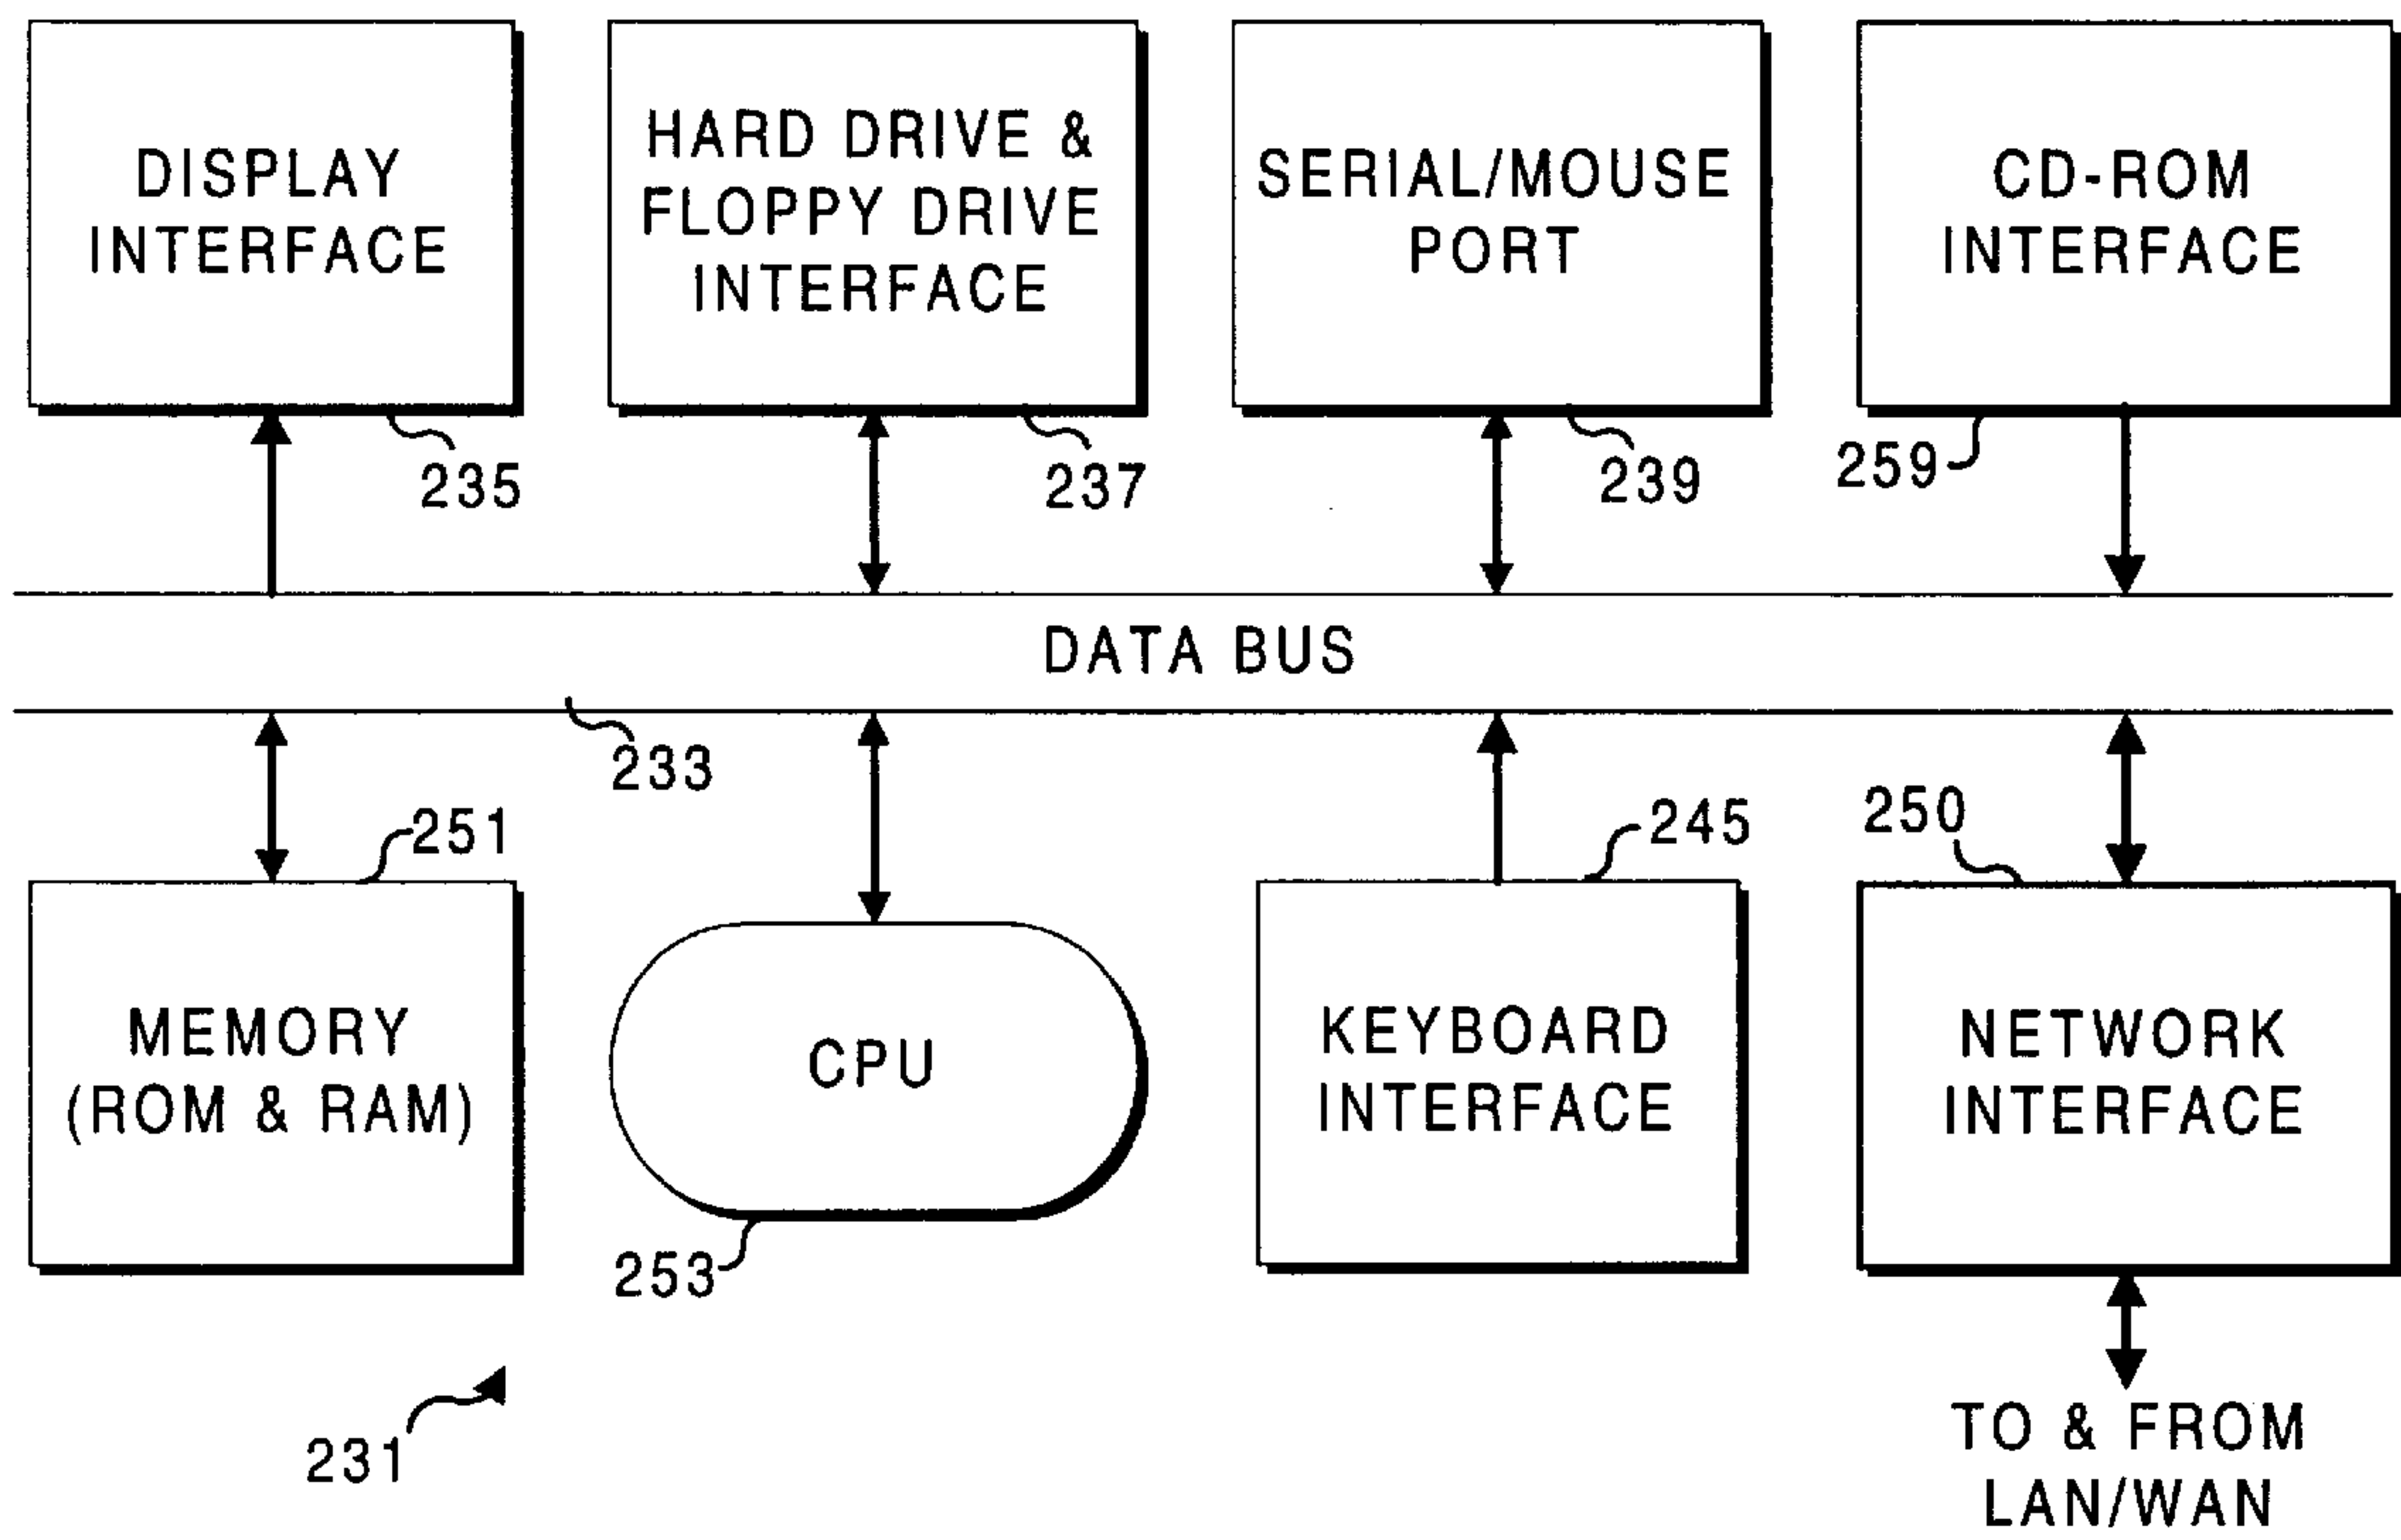 DISPLAY
INTERFACE
235
HARD DRIVE &
FLOPPY DRIVE
INTERFACE
237
SERIAL/MOUSE
PORT
239
CD-ROM
INTERFACE
259
DATA BUS
233
251
MEMORY
(ROM & RAM)
CPU
253
245
KEYBOARD
INTERFACE
250
NETWORK
INTERFACE
231
TO & FROM
LAN/WAN